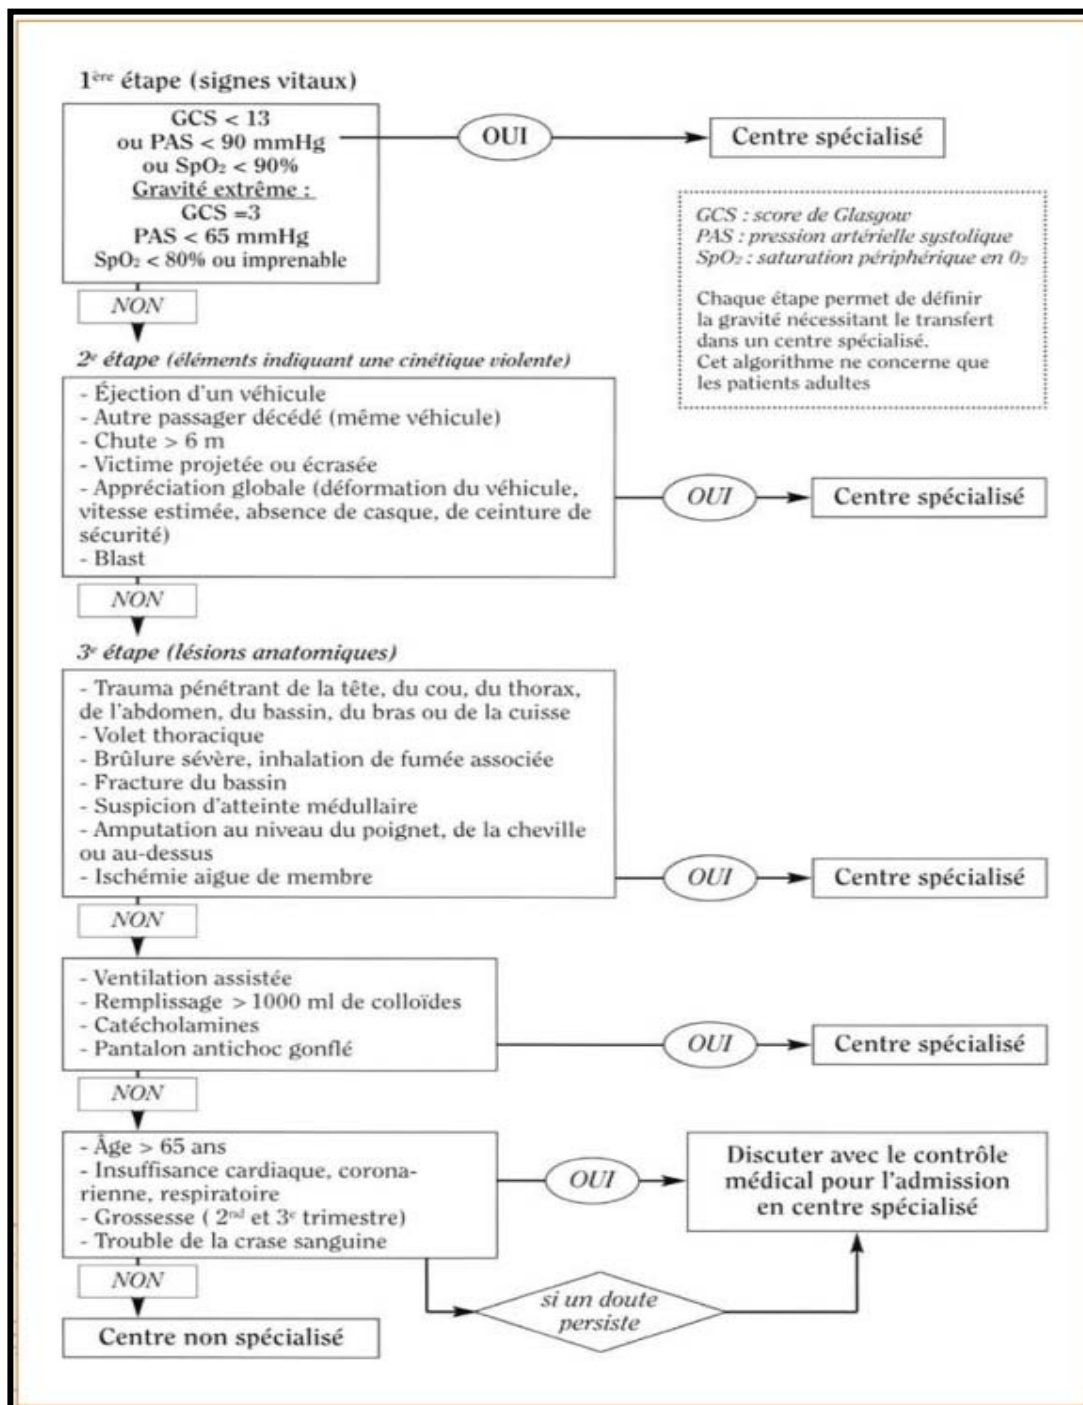 1ère étape (signes vitaux)
GCS < 13
ou PAS < 90 mmHg
ou SpO₂ < 90%
Gravité extrême :
GCS =3
PAS < 65 mmHg
SpO₂ < 80% ou imprenable
OUI
Centre spécialisé
GCS : score de Glasgow
PAS : pression artérielle systolique
SpO₂ : saturation périphérique en 0₂
Chaque étape permet de définir
la gravité nécessitant le transfert
dans un centre spécialisé.
Cet algorithme ne concerne que
les patients adultes
NON
2e étape (éléments indiquant une cinétique violente)
- Éjection d'un véhicule
- Autre passager décédé (même véhicule)
- Chute > 6 m
- Victime projetée ou écrasée
- Appréciation globale (déformation du véhicule,
vitesse estimée, absence de casque, de ceinture de
sécurité)
- Blast
OUI
Centre spécialisé
NON
3e étape (lésions anatomiques)
- Trauma pénétrant de la tête, du cou, du thorax,
de l'abdomen, du bassin, du bras ou de la cuisse
- Volet thoracique
- Brûlure sévère, inhalation de fumée associée
- Fracture du bassin
- Suspicion d'atteinte médullaire
- Amputation au niveau du poignet, de la cheville
ou au-dessus
- Ischémie aigue de membre
OUI
Centre spécialisé
NON
- Ventilation assistée
- Remplissage > 1000 ml de colloïdes
- Catécholamines
- Pantalon antichoc gonflé
OUI
Centre spécialisé
NON
- Âge > 65 ans
- Insuffisance cardiaque, corona-
rienne, respiratoire
- Grossesse ( 2nd et 3e trimestre)
- Trouble de la crase sanguine
OUI
Discuter avec le contrôle
médical pour l'admission
en centre spécialisé
NON
si un doute
persiste
Centre non spécialisé